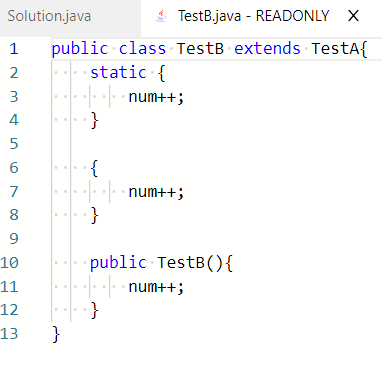 Solution.java TestB.java - READONLY X
1 public class TestB extends TestA{
2 static {
3 num++;
4 }
5
6 {
7 num++;
8 }
9
10 public TestB(){
11 num++;
12 }
13 }